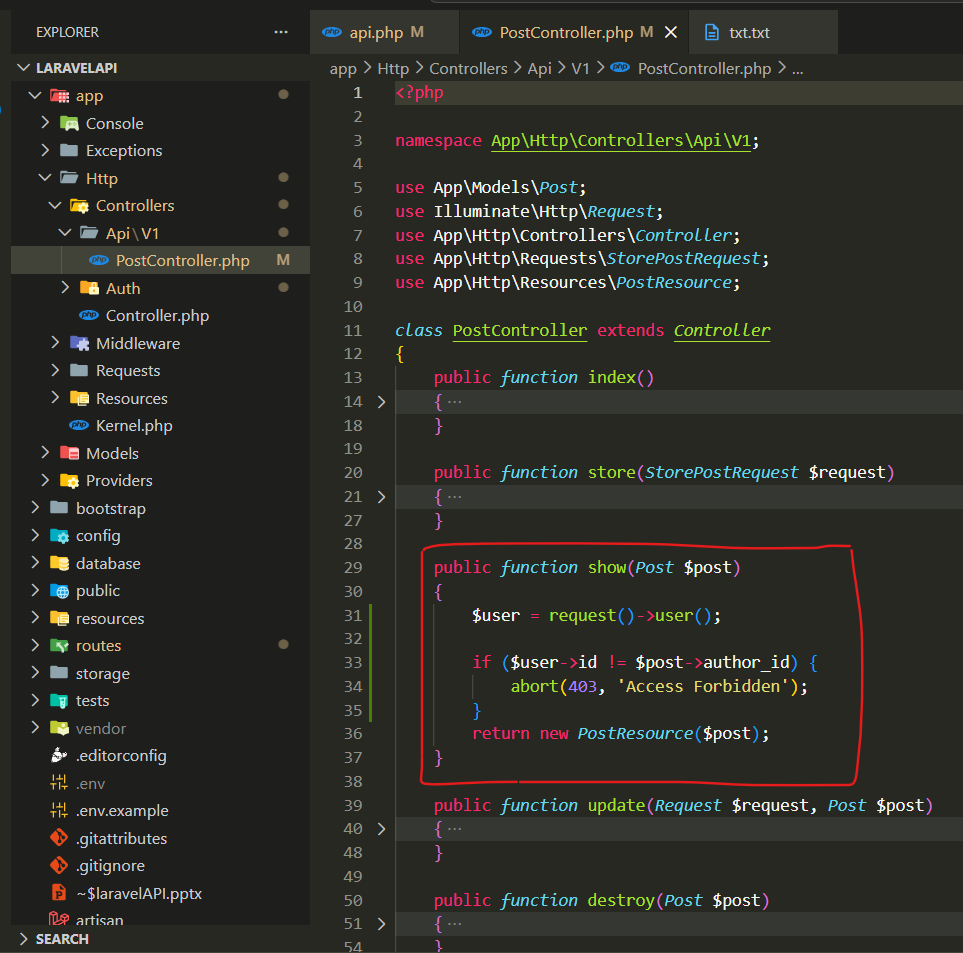 EXPLORER
···
LARAVELAPI
app
Console
Exceptions
Http
Controllers
Api\V1
PostController.php M
Auth
Controller.php
Middleware
Requests
Resources
Kernel.php
Models
Providers
bootstrap
config
database
public
resources
routes
storage
tests
vendor
.editorconfig
.env
.env.example
.gitattributes
.gitignore
~$laravelAPI.pptx
artisan
SEARCH
php api.php M
php PostController.php M
txt.txt
app > Http > Controllers > Api > V1 > php PostController.php > ...
1 <?php
2
3 namespace App\Http\Controllers\Api\V1;
4
5 use App\Models\Post;
6 use Illuminate\Http\Request;
7 use App\Http\Controllers\Controller;
8 use App\Http\Requests\StorePostRequest;
9 use App\Http\Resources\PostResource;
10
11 class PostController extends Controller
12 {
13 public function index()
14 { ···
18 }
19
20 public function store(StorePostRequest $request)
21 { ···
27 }
28
29 public function show(Post $post)
30 {
31 $user = request()->user();
32
33 if ($user->id != $post->author_id) {
34 abort(403, 'Access Forbidden');
35 }
36 return new PostResource($post);
37 }
38
39 public function update(Request $request, Post $post)
40 { ···
48 }
49
50 public function destroy(Post $post)
51 { ···
54 }